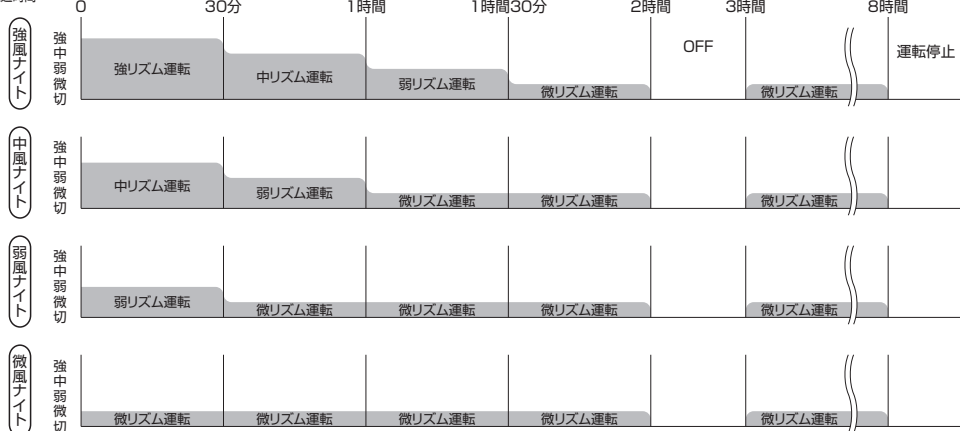 0 30分 1時間 1時間30分 2時間 3時間 8時間
強風ナイト
強
中
弱
微
切
強リズム運転 中リズム運転 弱リズム運転 微リズム運転 OFF 微リズム運転 運転停止
中風ナイト
強
中
弱
微
切
中リズム運転 弱リズム運転 微リズム運転 微リズム運転 微リズム運転
弱風ナイト
強
中
弱
微
切
弱リズム運転 微リズム運転 微リズム運転 微リズム運転 微リズム運転
微風ナイト
強
中
弱
微
切
微リズム運転 微リズム運転 微リズム運転 微リズム運転 微リズム運転